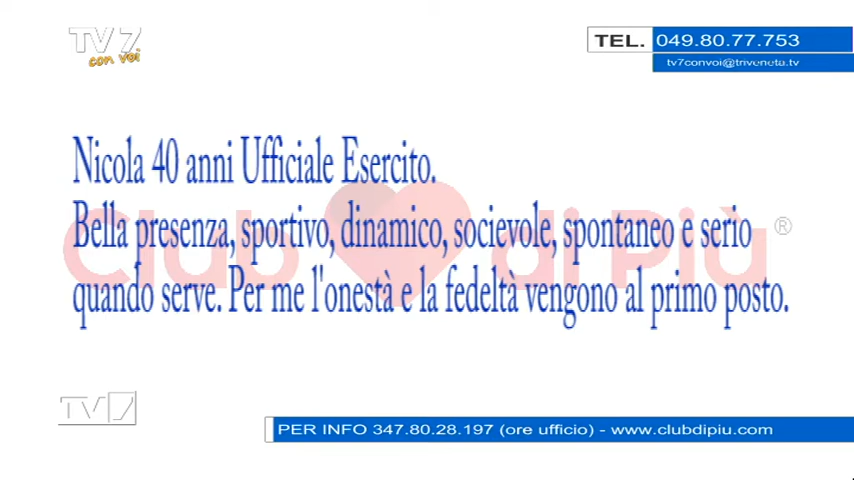 TV 7
con voi
TEL. 049.80.77.753
tv7convoi@triveneta.tv
Nicola 40 anni Ufficiale Esercito.
Club di Più ®
Bella presenza, sportivo, dinamico, socievole, spontaneo e serio
quando serve. Per me l'onestà e la fedeltà vengono al primo posto.
TV7
PER INFO 347.80.28.197 (ore ufficio) - www.clubdipiu.com